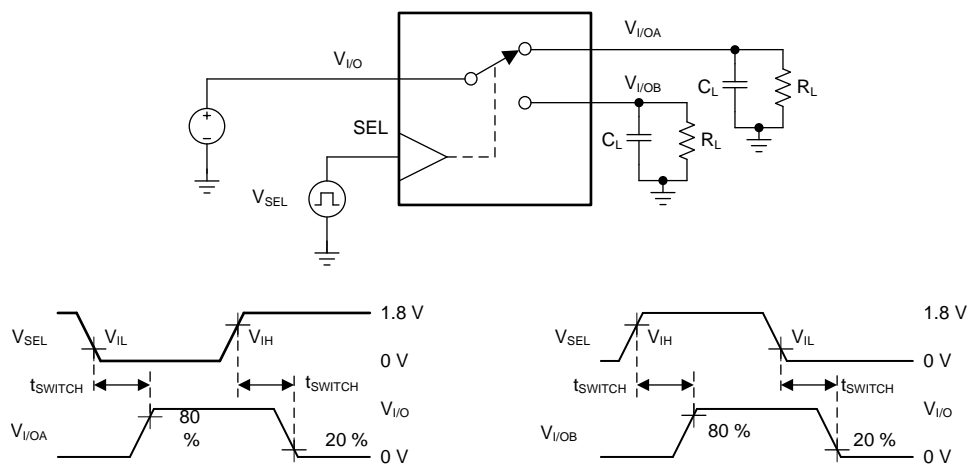 V_I/OA
V_I/O
C_L
R_L
V_I/OB
SEL
C_L
R_L
V_SEL
1.8 V
V_SEL
V_IL
V_IH
0 V
t_SWITCH
t_SWITCH
80
%
V_I/O
V_I/OA
20 %
0 V
1.8 V
V_SEL
V_IH
V_IL
0 V
t_SWITCH
t_SWITCH
V_I/O
V_I/OB
80 %
20 %
0 V